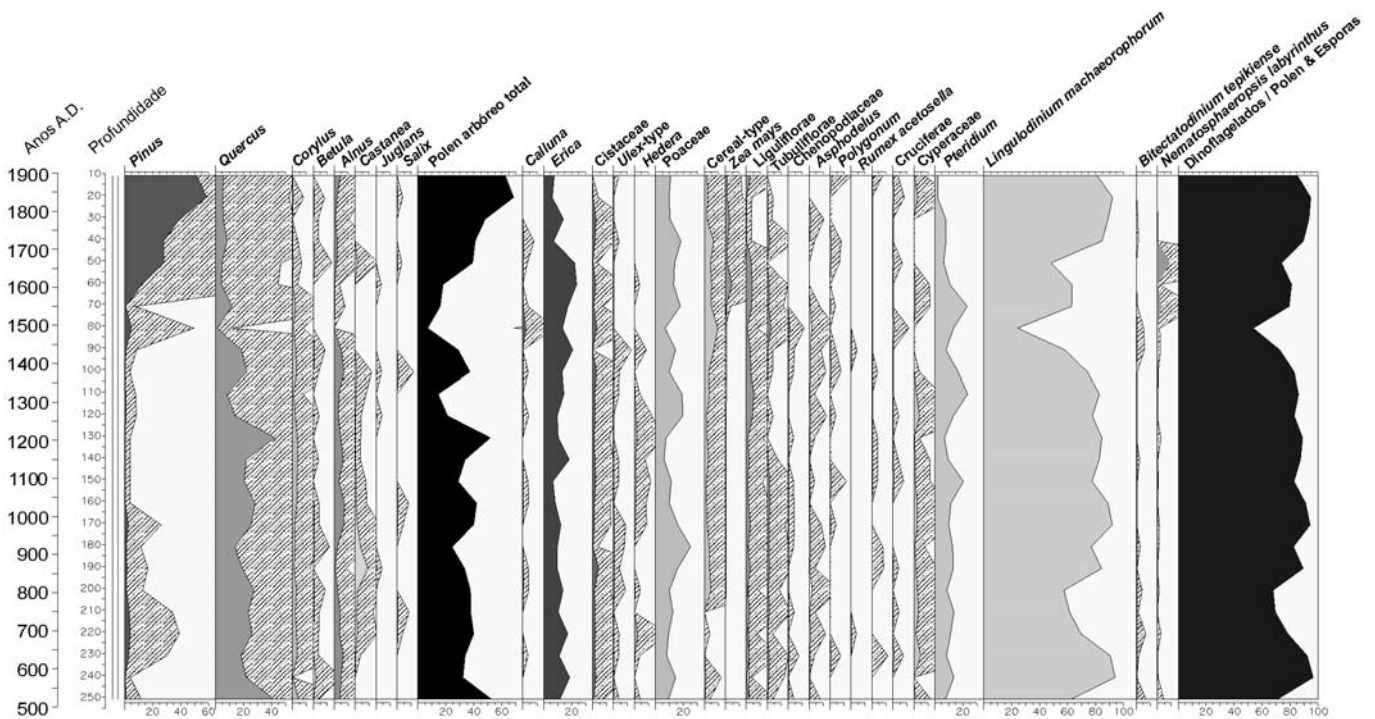 Anos A.D.
Profundidade
Pinus
Quercus
Corylus
Betula
Alnus
Castanea
Juglans
Salix
Polen arbóreo total
Calluna
Erica
Cistaceae
Ulex-type
Hedera
Poaceae
Cereal-type
Zea mays
Liguliflorae
Tubuliflorae
Chenopodiaceae
Asphodelus
Polygonum
Rumex acetosella
Cruciferae
Cyperaceae
Pteridium
Lingulodinium machaerophorum
Bitectatodinium tepikiense
Nematosphaeropsis labyrinthus
Dinoflagelados / Polen & Esporas
1900
1800
1700
1600
1500
1400
1300
1200
1100
1000
900
800
700
600
500
10
20
30
40
50
60
70
80
90
100
110
120
130
140
150
160
170
180
190
200
210
220
230
240
250
20 40 60 20 40 20 40 60 80 20 20 20 20 40 60 80 100 20 40 60 80 100